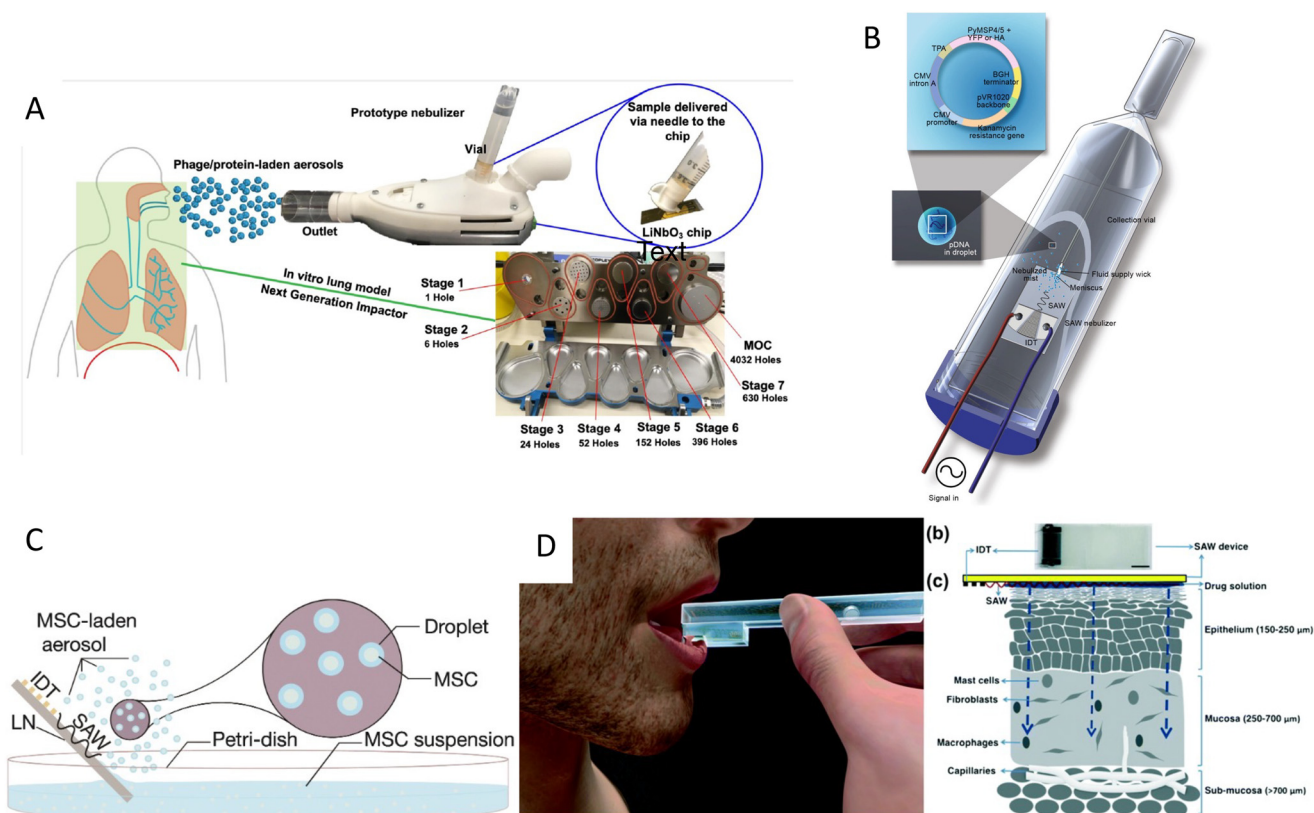 A
Prototype nebulizer
Sample delivered
via needle to the
chip
Vial
Phage/protein-laden aerosols
Outlet
LiNbO3 chip
Text
In vitro lung model
Next Generation Impactor
Stage 1
1 Hole
Stage 2
6 Holes
MOC
4032 Holes
Stage 7
630 Holes
Stage 3
24 Holes
Stage 4
52 Holes
Stage 5
152 Holes
Stage 6
396 Holes
B
PyMSP4/5 +
YFP or HA
TPA
CMV
intron A
BGH
terminator
pVR1020
backbone
CMV
promoter
Kanamycin
resistance gene
Collection vial
pDNA
in droplet
Nebulized
mist
Fluid supply wick
Meniscus
SAW
SAW nebulizer
IDT
Signal in
C
MSC-laden
aerosol
Droplet
MSC
IDT
LN
SAW
Petri-dish
MSC suspension
D
(b)
IDT
SAW device
(c)
Drug solution
SAW
Epithelium (150-250 µm)
Mast cells
Fibroblasts
Mucosa (250-700 µm)
Macrophages
Capillaries
Sub-mucosa (>700 µm)